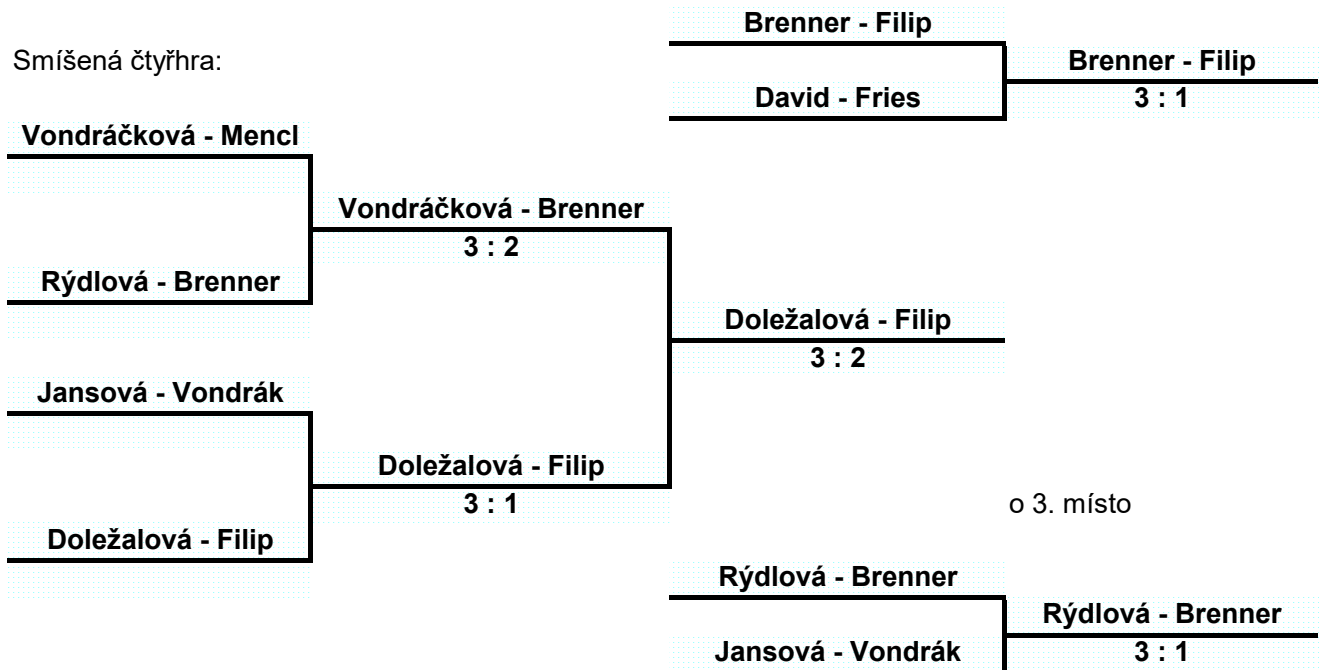 Brenner - Filip
Smíšená čtyřhra:
Brenner - Filip
David - Fries
3 : 1
Vondráčková - Mencl
Vondráčková - Brenner
3 : 2
Rýdlová - Brenner
Doležalová - Filip
3 : 2
Jansová - Vondrák
Doležalová - Filip
3 : 1
o 3. místo
Doležalová - Filip
Rýdlová - Brenner
Rýdlová - Brenner
Jansová - Vondrák
3 : 1